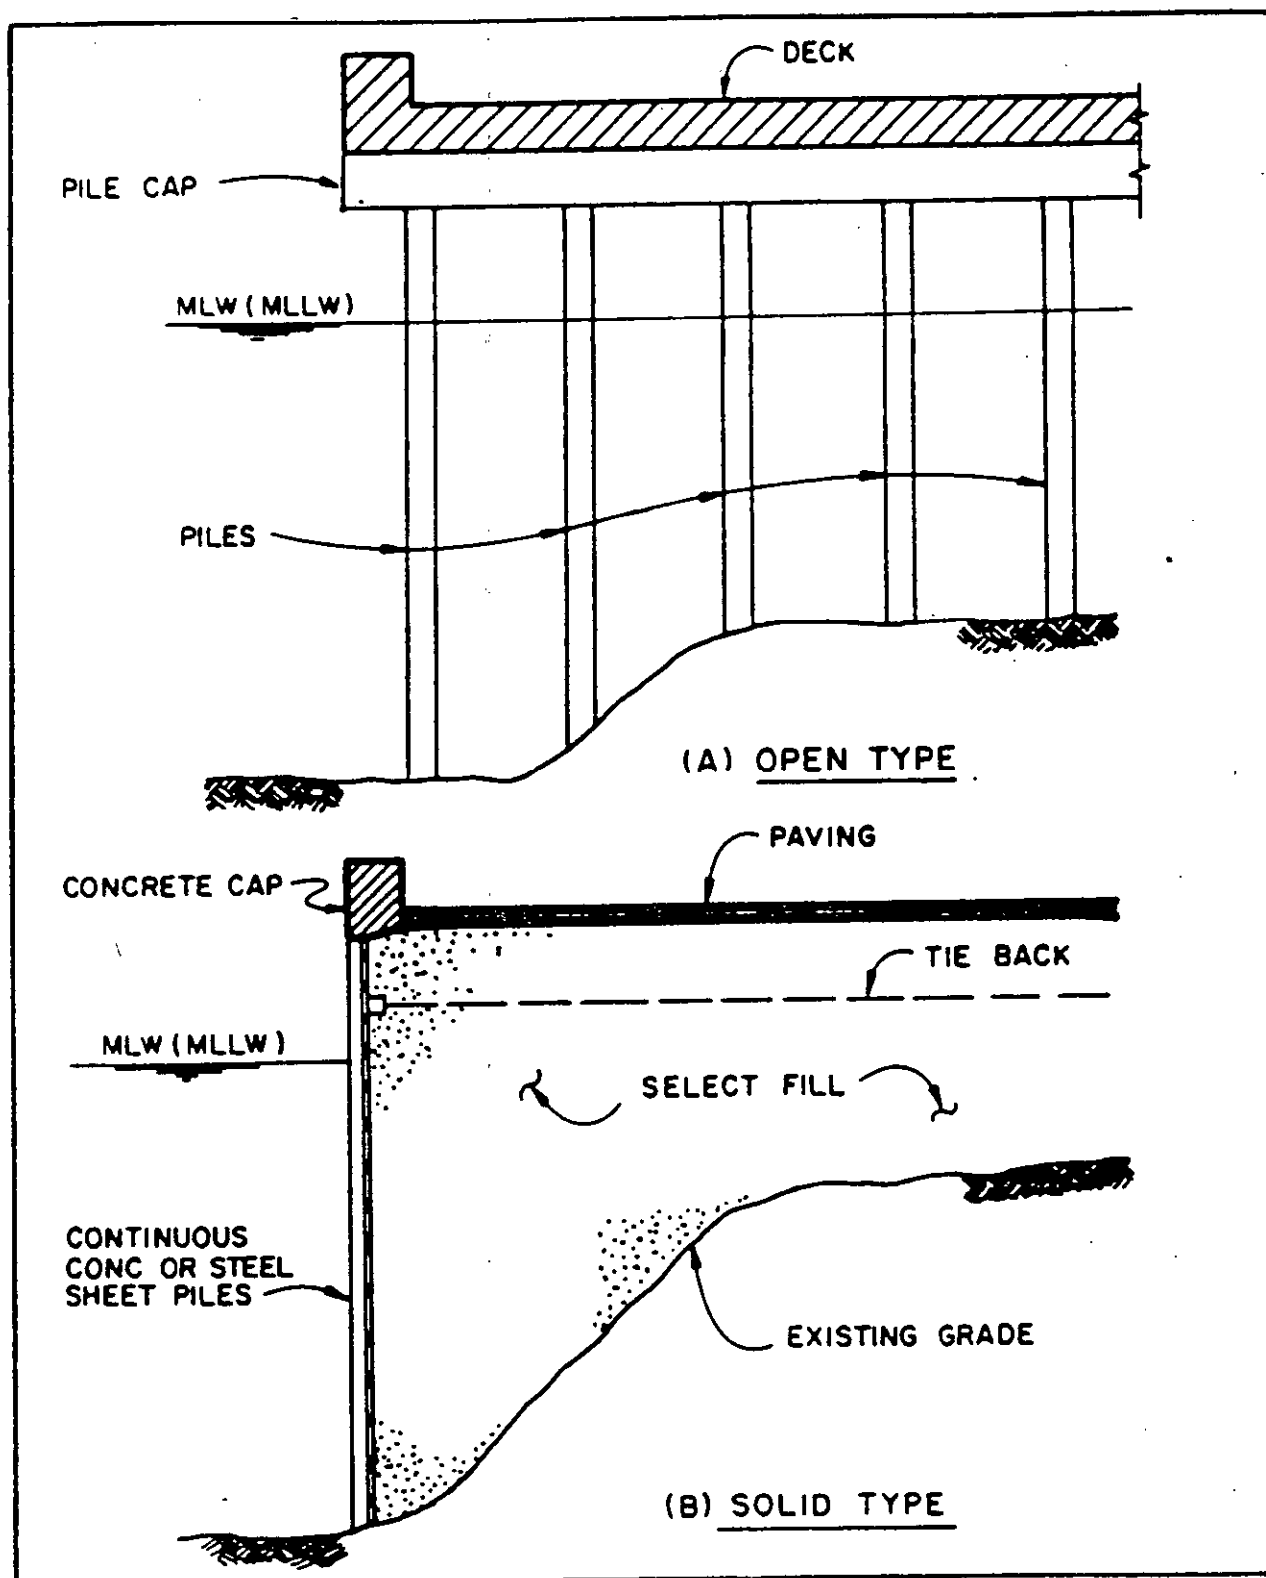 DECK
PILE CAP
MLW (MLLW)
PILES
(A) OPEN TYPE
PAVING
CONCRETE CAP
TIE BACK
MLW (MLLW)
SELECT FILL
CONTINUOUS
CONC OR STEEL
SHEET PILES
EXISTING GRADE
(B) SOLID TYPE